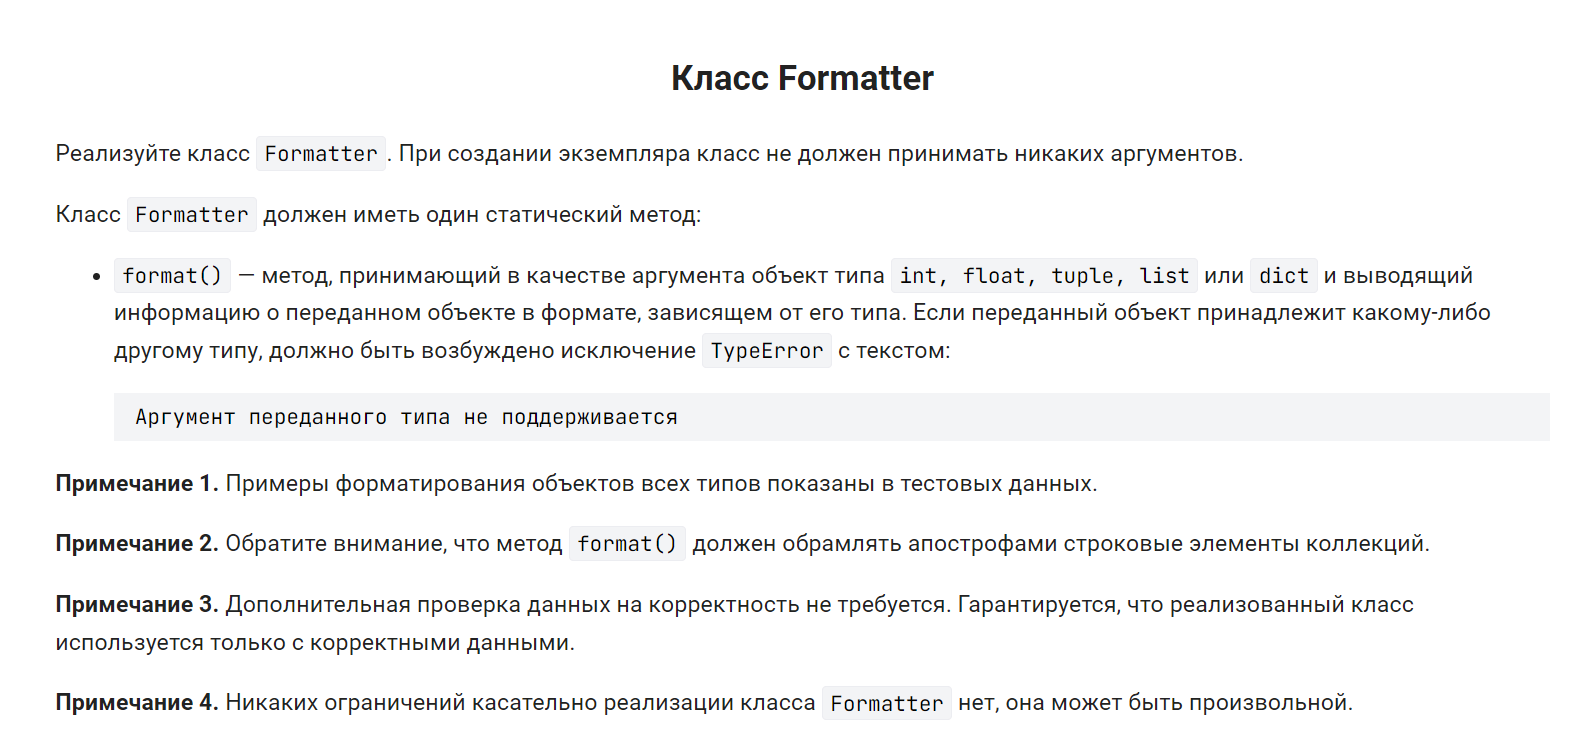 Класс Formatter
Реализуйте класс Formatter. При создании экземпляра класс не должен принимать никаких аргументов.
Класс Formatter должен иметь один статический метод:
• format() — метод, принимающий в качестве аргумента объект типа int, float, tuple, list или dict и выводящий
информацию о переданном объекте в формате, зависящем от его типа. Если переданный объект принадлежит какому-либо
другому типу, должно быть возбуждено исключение TypeError с текстом:
Аргумент переданного типа не поддерживается
Примечание 1. Примеры форматирования объектов всех типов показаны в тестовых данных.
Примечание 2. Обратите внимание, что метод format() должен обрамлять апострофами строковые элементы коллекций.
Примечание 3. Дополнительная проверка данных на корректность не требуется. Гарантируется, что реализованный класс
используется только с корректными данными.
Примечание 4. Никаких ограничений касательно реализации класса Formatter нет, она может быть произвольной.